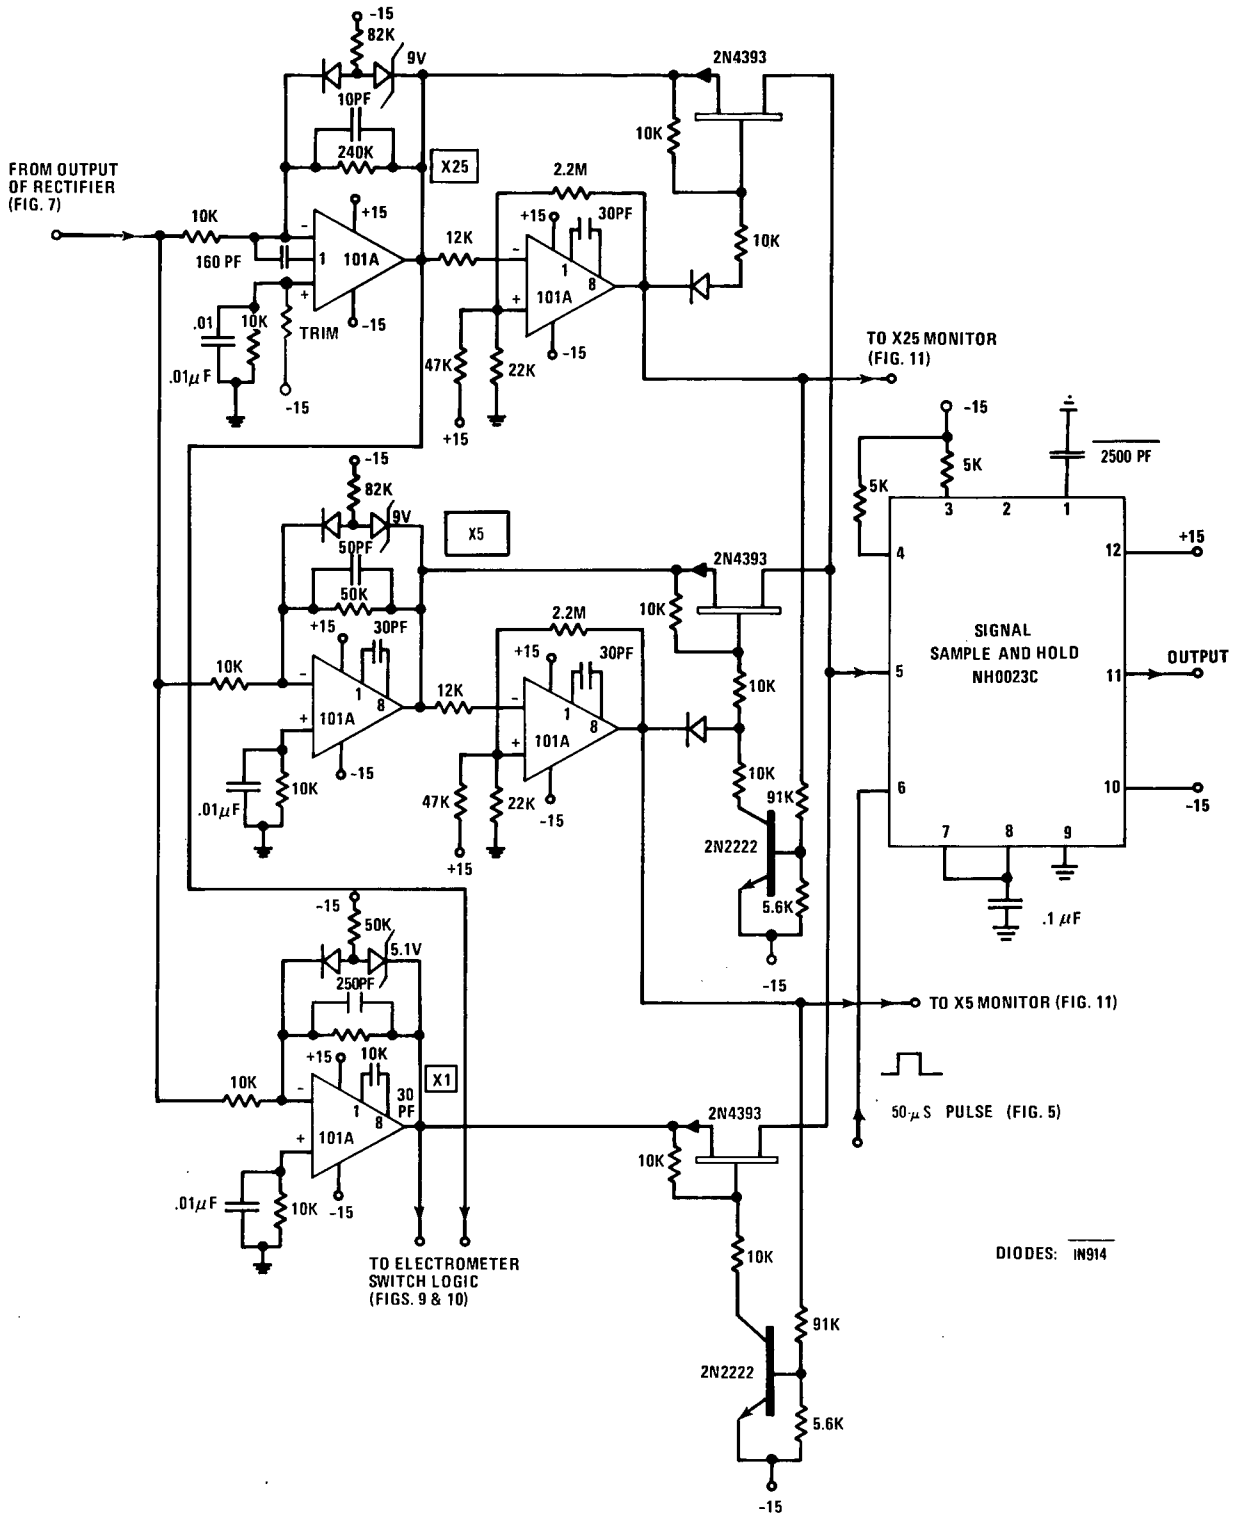 -15
82K
9V
2N4393
10PF
10K
240K
X25
FROM OUTPUT
OF RECTIFIER
(FIG. 7)
2.2M
+15
+15
30PF
10K
12K
10K
-
-
160 PF
1
101A
1
8
+
+
101A
.01
10K
TRIM
-15
-15
TO X25 MONITOR
(FIG. 11)
47K
22K
.01μF
-15
+15
-15
2500 PF
5K
-15
5K
82K
9V
X5
3
2
1
50PF
2N4393
4
12
+15
50K
10K
+15
30PF
2.2M
SIGNAL
SAMPLE AND HOLD
NH0023C
+15
30PF
10K
OUTPUT
-
12K
-
10K
5
11
1
8
1
8
+
101A
+
101A
-15
10K
91K
6
10
-15
.01μF
10K
47K
22K
-15
7
8
9
2N2222
+15
-15
50K
5.6K
.1 μF
5.1V
-15
250PF
TO X5 MONITOR (FIG. 11)
+15
10K
X1
10K
-
1
8
30
PF
50-μS PULSE (FIG. 5)
2N4393
+
101A
10K
.01μF
10K
-15
TO ELECTROMETER
SWITCH LOGIC
(FIGS. 9 & 10)
10K
DIODES: IN914
91K
2N2222
5.6K
-15